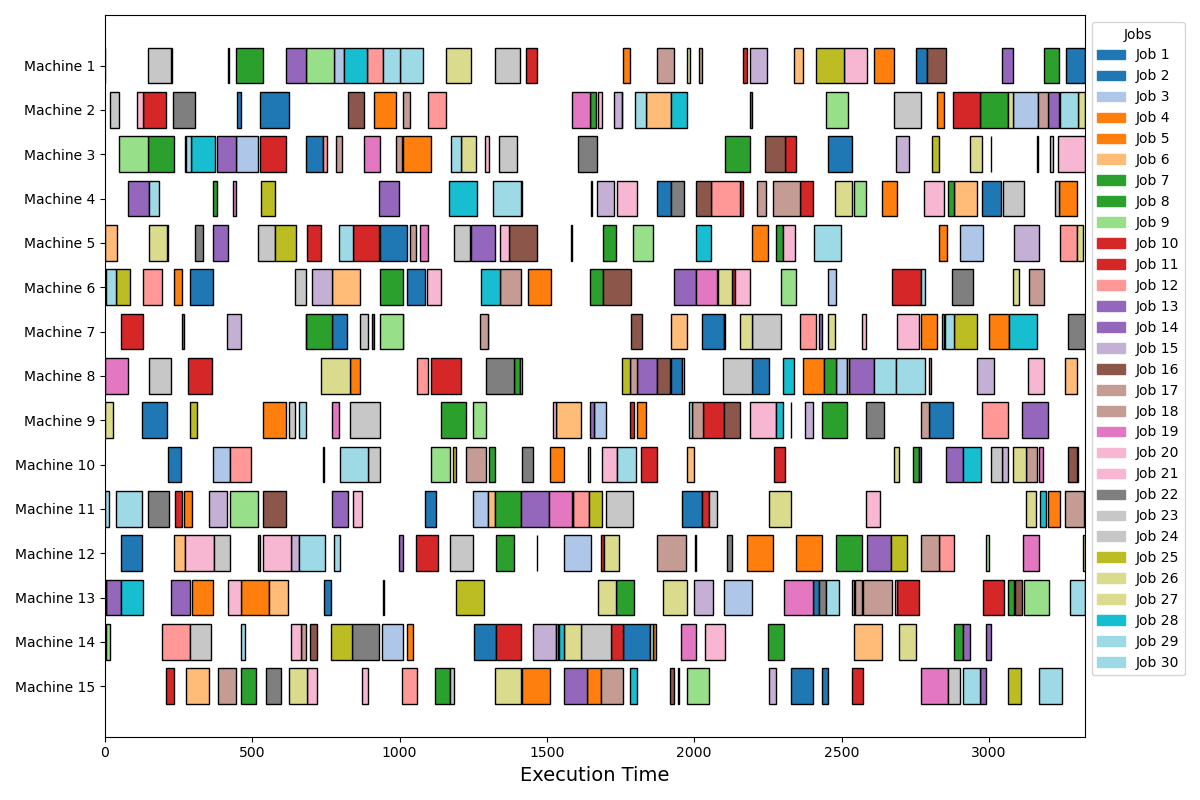 Machine 1
Machine 2
Machine 3
Machine 4
Machine 5
Machine 6
Machine 7
Machine 8
Machine 9
Machine 10
Machine 11
Machine 12
Machine 13
Machine 14
Machine 15
0 500 1000 1500 2000 2500 3000
Execution Time
Jobs
Job 1
Job 2
Job 3
Job 4
Job 5
Job 6
Job 7
Job 8
Job 9
Job 10
Job 11
Job 12
Job 13
Job 14
Job 15
Job 16
Job 17
Job 18
Job 19
Job 20
Job 21
Job 22
Job 23
Job 24
Job 25
Job 26
Job 27
Job 28
Job 29
Job 30